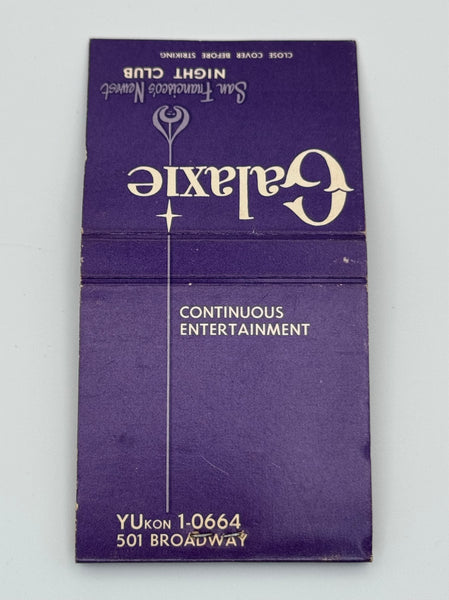 Galaxie
San Francisco's Newest
NIGHT CLUB
CLOSE COVER BEFORE STRIKING
CONTINUOUS
ENTERTAINMENT
YUKON 1-0664
501 BROADWAY